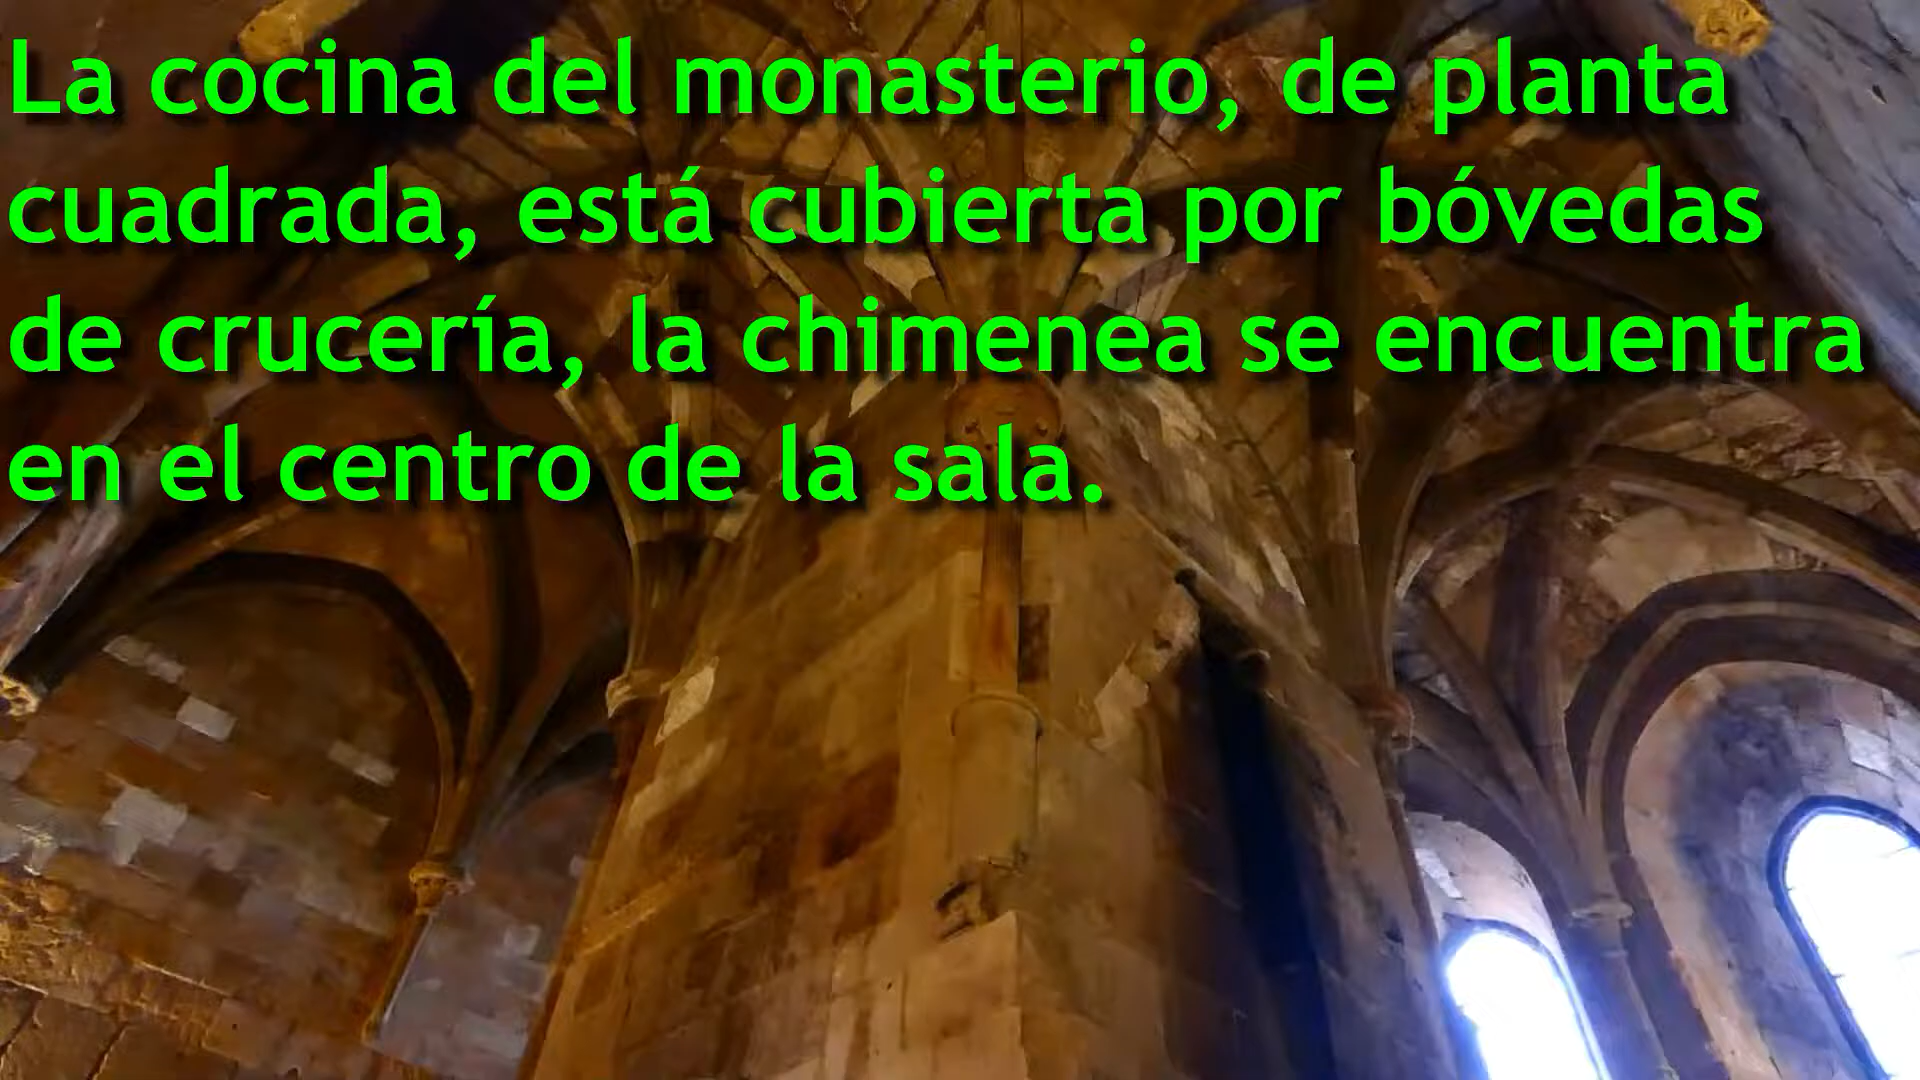 La cocina del monasterio, de planta
cuadrada, está cubierta por bóvedas
de crucería, la chimenea se encuentra
en el centro de la sala.